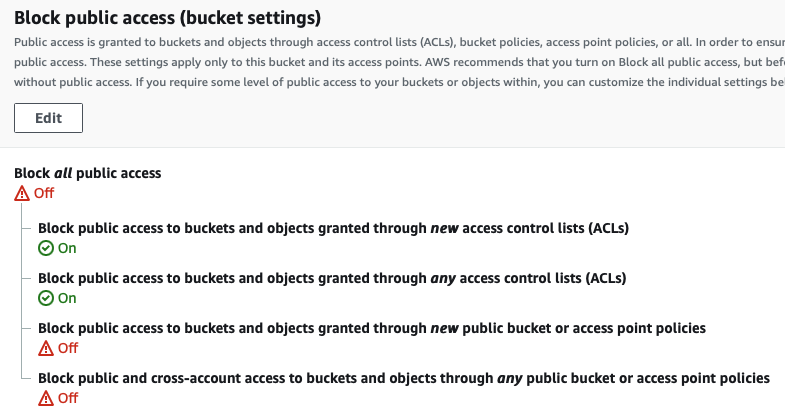 Block public access (bucket settings)
Public access is granted to buckets and objects through access control lists (ACLs), bucket policies, access point policies, or all. In order to ensu
public access. These settings apply only to this bucket and its access points. AWS recommends that you turn on Block all public access, but bef
without public access. If you require some level of public access to your buckets or objects within, you can customize the individual settings be
Edit
Block all public access
Off
Block public access to buckets and objects granted through new access control lists (ACLs)
On
Block public access to buckets and objects granted through any access control lists (ACLs)
On
Block public access to buckets and objects granted through new public bucket or access point policies
Off
Block public and cross-account access to buckets and objects through any public bucket or access point policies
Off